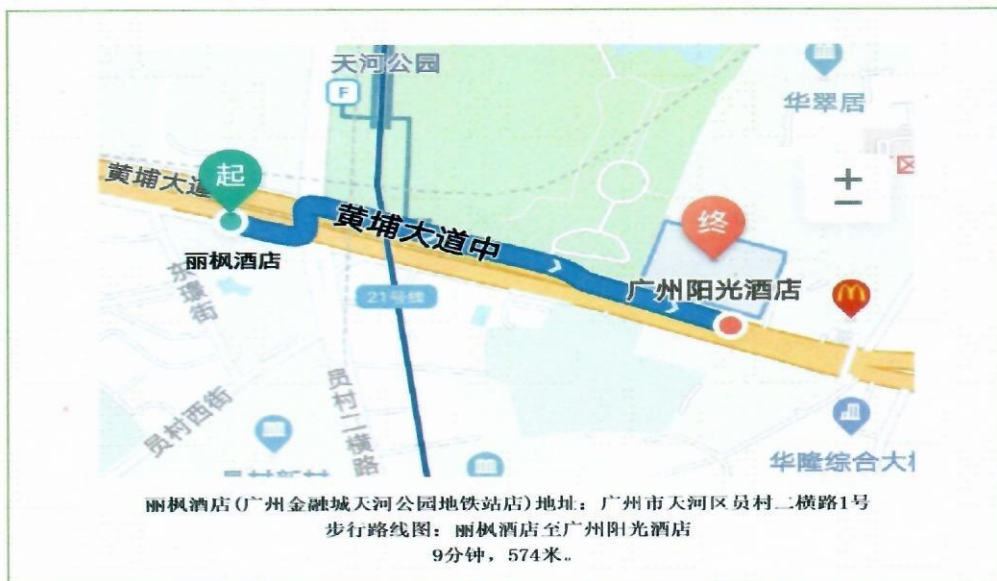 天河公园
F
华翠居
黄埔大道
起
黄埔大道中
终
丽枫酒店
东璟街
21号线
广州阳光酒店
员村西街
员村二横路
员村新村
华隆综合大
丽枫酒店(广州金融城天河公园地铁站店)地址：广州市天河区员村二横路1号
步行路线图：丽枫酒店至广州阳光酒店
9分钟，574米。